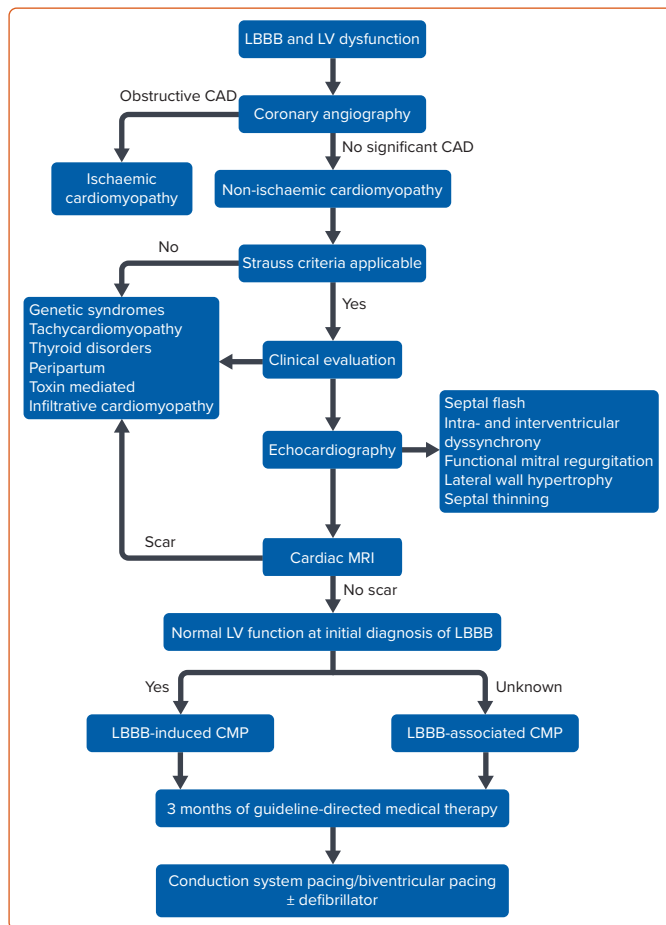 LBBB and LV dysfunction
Obstructive CAD
Coronary angiography
No significant CAD
Ischaemic
cardiomyopathy
Non-ischaemic cardiomyopathy
No
Strauss criteria applicable
Yes
Genetic syndromes
Tachycardiomyopathy
Thyroid disorders
Peripartum
Toxin mediated
Infiltrative cardiomyopathy
Clinical evaluation
Echocardiography
Septal flash
Intra- and interventricular
dyssynchrony
Functional mitral regurgitation
Lateral wall hypertrophy
Septal thinning
Scar
Cardiac MRI
No scar
Normal LV function at initial diagnosis of LBBB
Yes
Unknown
LBBB-induced CMP
LBBB-associated CMP
3 months of guideline-directed medical therapy
Conduction system pacing/biventricular pacing
± defibrillator